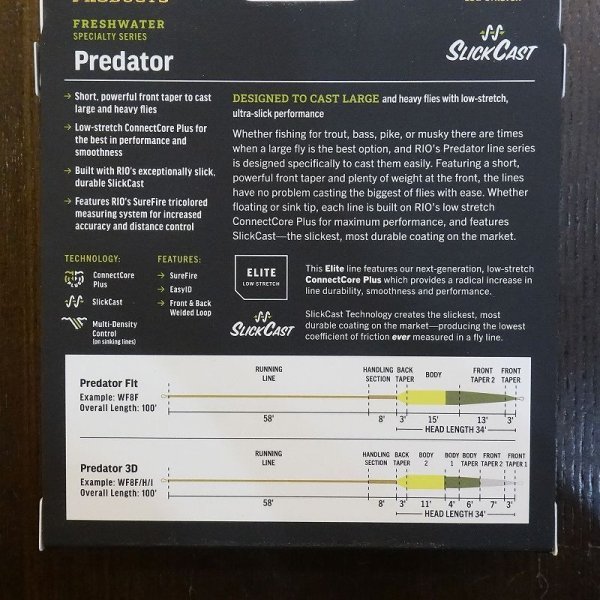 PRODUCTS
FRESHWATER
SPECIALTY SERIES
Predator
SLICKCAST
→ Short, powerful front taper to cast
large and heavy flies
→ Low-stretch ConnectCore Plus for
the best in performance and
smoothness
→ Built with RIO's exceptionally slick,
durable SlickCast
→ Features RIO's SureFire tricolored
measuring system for increased
accuracy and distance control
DESIGNED TO CAST LARGE and heavy flies with low-stretch,
ultra-slick performance
Whether fishing for trout, bass, pike, or musky there are times
when a large fly is the best option, and RIO's Predator line series
is designed specifically to cast them easily. Featuring a short,
powerful front taper and plenty of weight at the front, the lines
have no problem casting the biggest of flies with ease. Whether
floating or sink tip, each line is built on RIO's low stretch
ConnectCore Plus for maximum performance, and features
SlickCast—the slickest, most durable coating on the market.
TECHNOLOGY:
ConnectCore
Plus
SlickCast
Multi-Density
Control
(on sinking lines)
FEATURES:
→ SureFire
→ EasyID
→ Front & Back
Welded Loop
ELITE
LOW STRETCH
This Elite line features our next-generation, low-stretch
ConnectCore Plus which provides a radical increase in
line durability, smoothness and performance.
SLICKCAST
SlickCast Technology creates the slickest, most
durable coating on the market—producing the lowest
coefficient of friction ever measured in a fly line.
Predator Flt
Example: WF8F
Overall Length: 100'
RUNNING
LINE
HANDLING
SECTION
BACK
TAPER
BODY
FRONT
TAPER 2
FRONT
TAPER
58' 8' 3' 15' 13' 3'
HEAD LENGTH 34'
Predator 3D
Example: WF8F/H/I
Overall Length: 100'
RUNNING
LINE
HANDLING
SECTION
BACK
TAPER
BODY
2
BODY
1
BODY
TAPER
FRONT
TAPER 2
FRONT
TAPER 1
58' 8' 3' 11' 4' 6' 7' 3'
HEAD LENGTH 34'